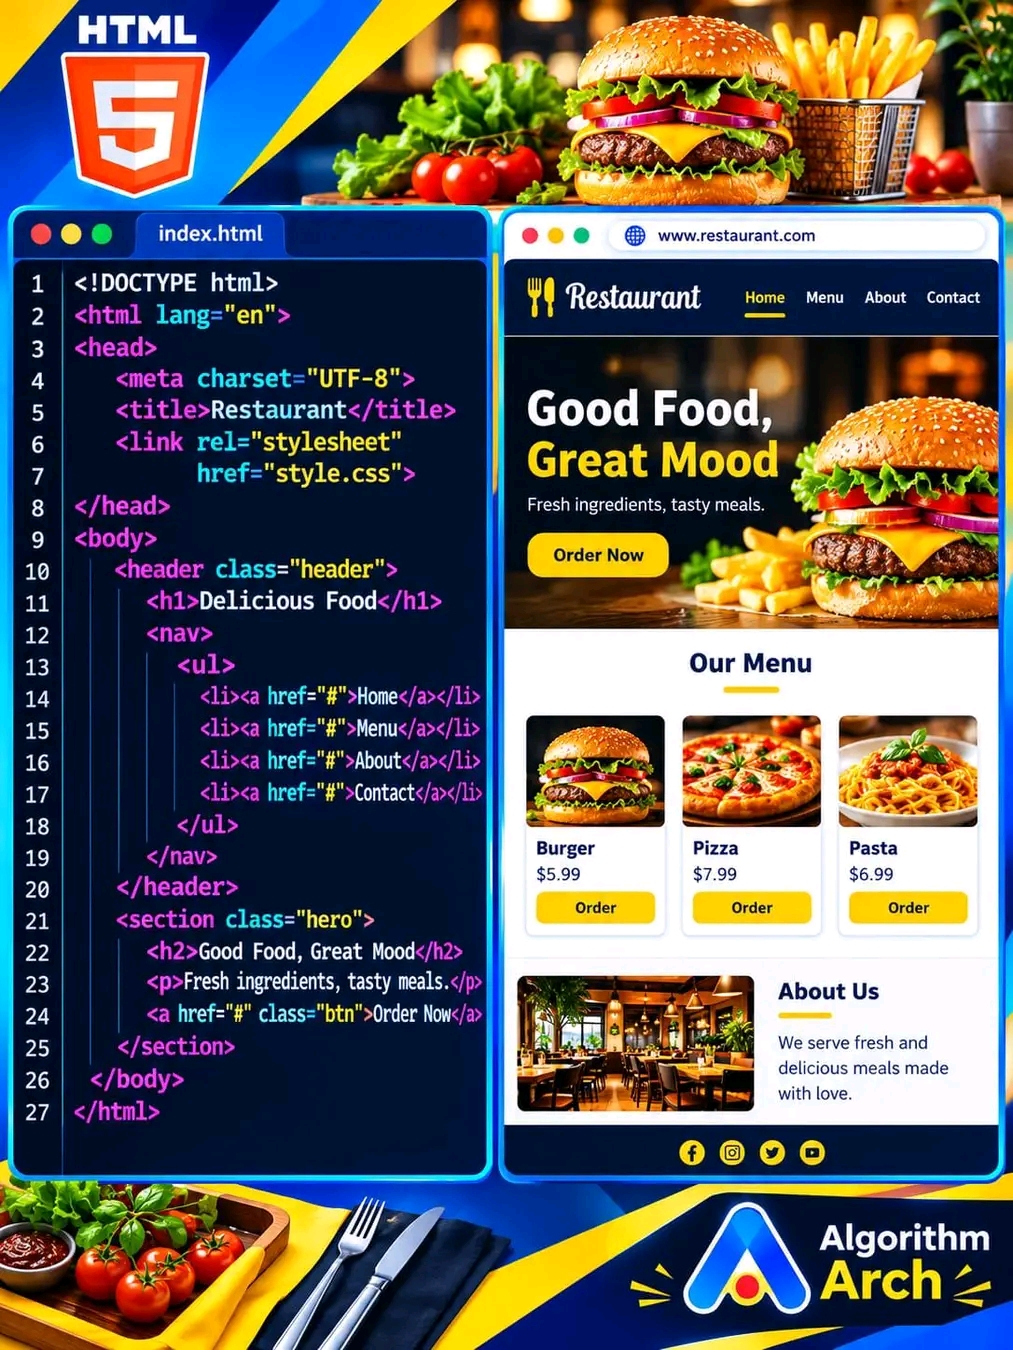 HTML
5
index.html
1 <!DOCTYPE html>
2 <html lang="en">
3 <head>
4 <meta charset="UTF-8">
5 <title>Restaurant</title>
6 <link rel="stylesheet"
7 href="style.css">
8 </head>
9 <body>
10 <header class="header">
11 <h1>Delicious Food</h1>
12 <nav>
13 <ul>
14 <li><a href="#">Home</a></li>
15 <li><a href="#">Menu</a></li>
16 <li><a href="#">About</a></li>
17 <li><a href="#">Contact</a></li>
18 </ul>
19 </nav>
20 </header>
21 <section class="hero">
22 <h2>Good Food, Great Mood</h2>
23 <p>Fresh ingredients, tasty meals.</p>
24 <a href="#" class="btn">Order Now</a>
25 </section>
26 </body>
27 </html>
www.restaurant.com
Restaurant Home Menu About Contact
Good Food,
Great Mood
Fresh ingredients, tasty meals.
Order Now
Our Menu
Burger
$5.99
Order
Pizza
$7.99
Order
Pasta
$6.99
Order
About Us
We serve fresh and
delicious meals made
with love.
Algorithm
Arch